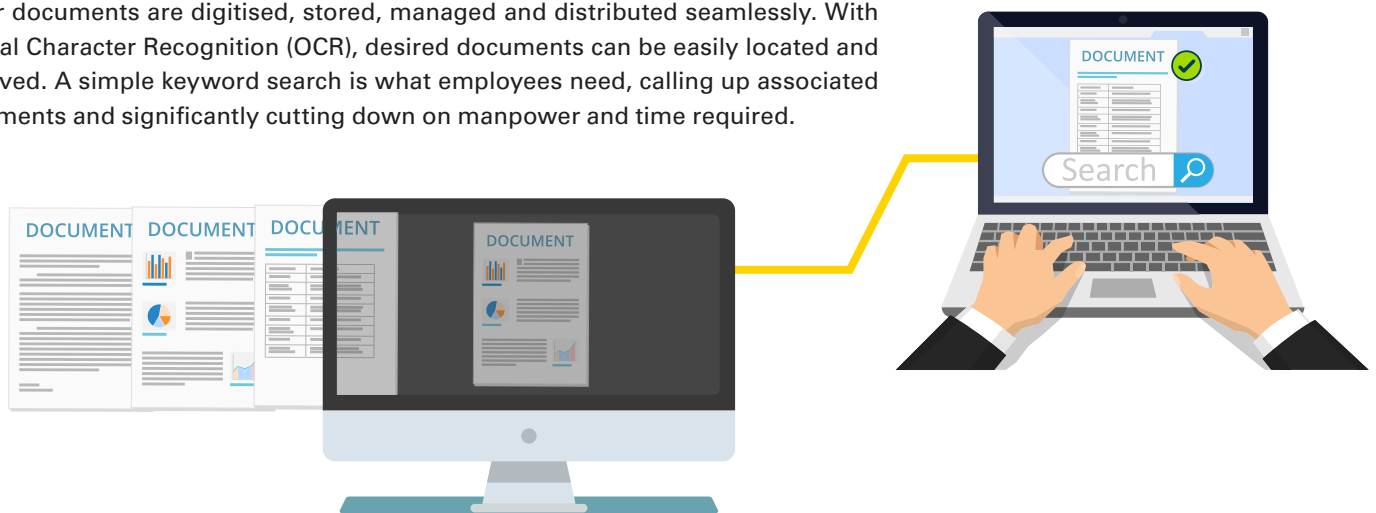 r documents are digitised, stored, managed and distributed seamlessly. With
al Character Recognition (OCR), desired documents can be easily located and
ved. A simple keyword search is what employees need, calling up associated
ments and significantly cutting down on manpower and time required.
DOCUMENT
Search
DOCUMENT
DOCUMENT
DOCUMENT
DOCUMENT